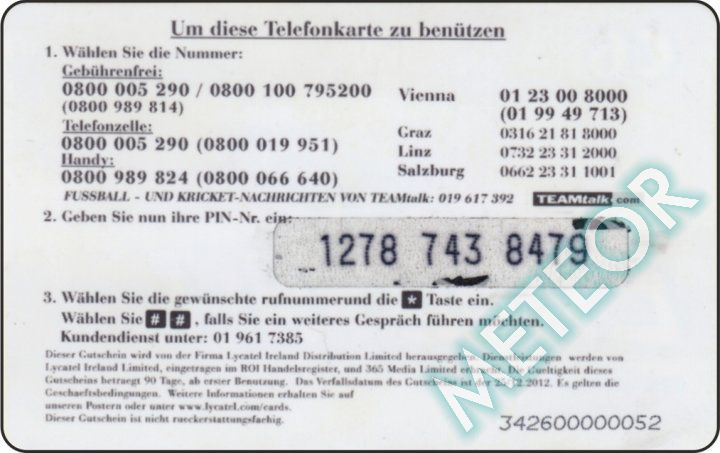 Um diese Telefonkarte zu benützen
1. Wählen Sie die Nummer:
Gebührenfrei:
0800 005 290 / 0800 100 795200
(0800 989 814)
Telefonzelle:
0800 005 290 (0800 019 951)
Handy:
0800 989 824 (0800 066 640)
Vienna 01 23 00 8000
(01 99 49 713)
Graz 0316 21 81 8000
Linz 0732 23 31 2000
Salzburg 0662 23 31 1001
FUSSBALL - UND KRICKET-NACHRICHTEN VON TEAMtalk: 019 617 392 TEAMtalk.com
2. Geben Sie nun ihre PIN-Nr. ein:
1278 743 8479
3. Wählen Sie die gewünschte rufnummerund die * Taste ein.
Wählen Sie # # , falls Sie ein weiteres Gespräch führen möchten.
Kundendienst unter: 01 961 7385
Dieser Gutschein wird von der Firma Lycatel Ireland Distribution Limited herausgegeben. Dienstleistungen werden von
Lycatel Ireland Limited, eingetragen im ROI Handelsregister, und 365 Media Limited erbracht. Die Gueltigkeit dieses
Gutscheins betraegt 90 Tage, ab erster Benutzung. Das Verfallsdatum des Gutscheins ist der 25.12.2012. Es gelten die
Geschaeftsbedingungen. Weitere Informationen erhalten Sie auf
unseren Postern oder unter www.lycatel.com/cards.
Dieser Gutschein ist nicht rueckerstattungsfaehig.
342600000052
METEOR